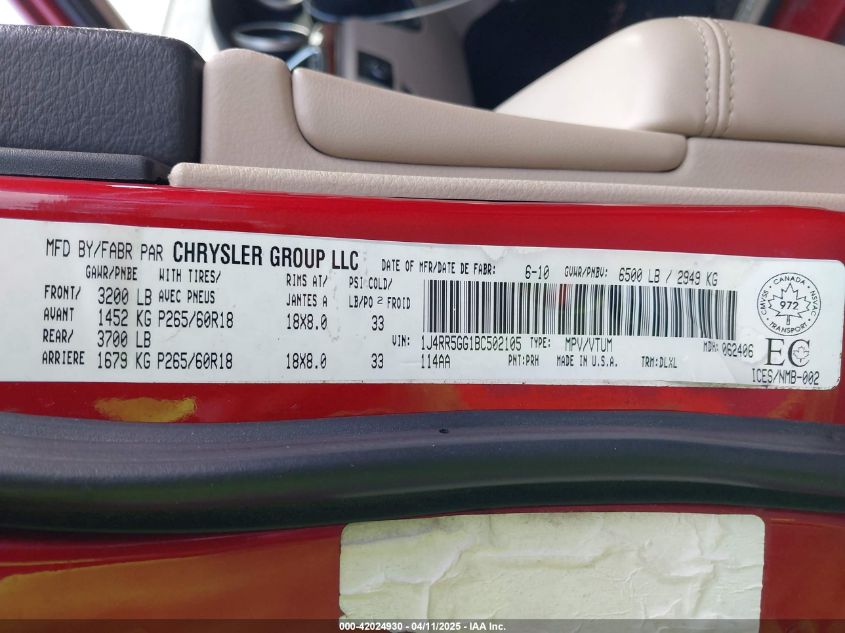 MFD BY/FABR PAR CHRYSLER GROUP LLC DATE OF MFR/DATE DE FABR: 6-10 GVWR/PNBV: 6500 LB / 2949 KG
GAWR/PNBE WITH TIRES/ RIMS AT/ PSI COLD/
FRONT/ 3200 LB AVEC PNEUS JANTES A LB/PO 2 FROID
AVANT 1452 KG P265/60R18 18X8.0 33
REAR/ 3700 LB
ARRIERE 1679 KG P265/60R18 18X8.0 33
VIN: 1J4RR5GG1BC502105 TYPE: MPV/VTUM MDH: 062406
114AA PNT:PRH MADE IN U.S.A. TRM:DLXL
CANADA
CMVSS NSVAC
972
8
TRANSPORT
EC
ICES/NMB-002
000-42024930 - 04/11/2025 - IAA Inc.